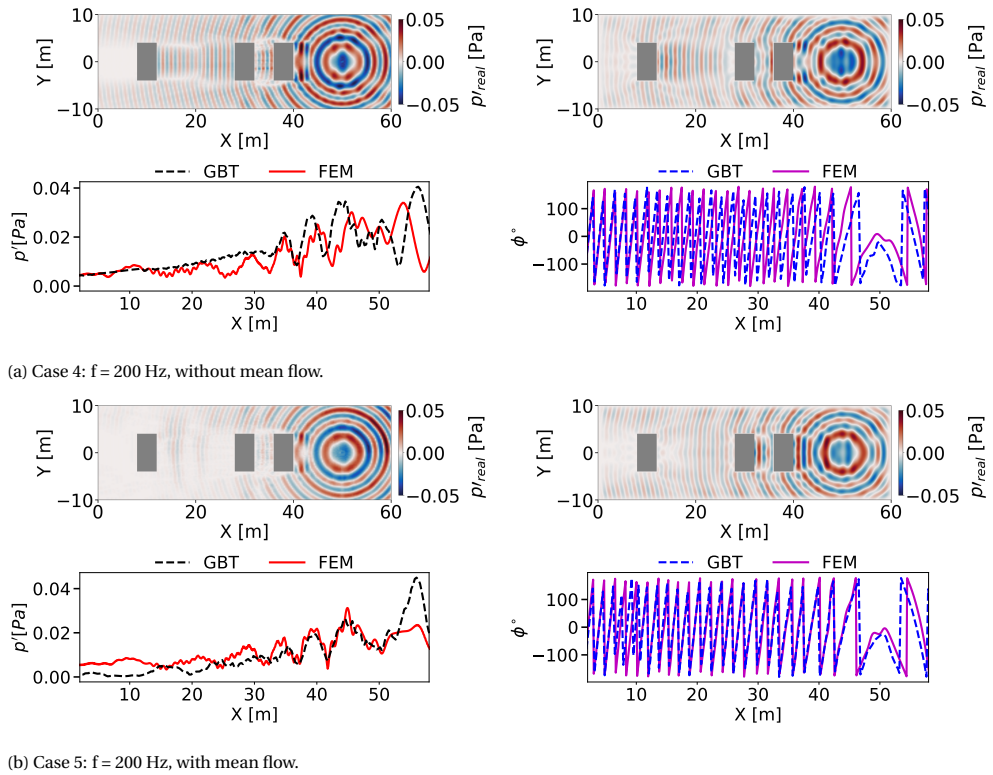 10
0
−10
Y [m]
0 20 40 60
X [m]
0.05
0.00
−0.05
p′real [Pa]
10
0
−10
Y [m]
0 20 40 60
X [m]
0.05
0.00
−0.05
p′real [Pa]
GBT FEM
0.04
0.02
0.00
p′[Pa]
10 20 30 40 50
X [m]
GBT FEM
100
0
−100
ϕ°
10 20 30 40 50
X [m]
(a) Case 4: f = 200 Hz, without mean flow.
10
0
−10
Y [m]
0 20 40 60
X [m]
0.05
0.00
−0.05
p′real [Pa]
10
0
−10
Y [m]
0 20 40 60
X [m]
0.05
0.00
−0.05
p′real [Pa]
GBT FEM
0.04
0.02
0.00
p′[Pa]
10 20 30 40 50
X [m]
GBT FEM
100
0
−100
ϕ°
10 20 30 40 50
X [m]
(b) Case 5: f = 200 Hz, with mean flow.